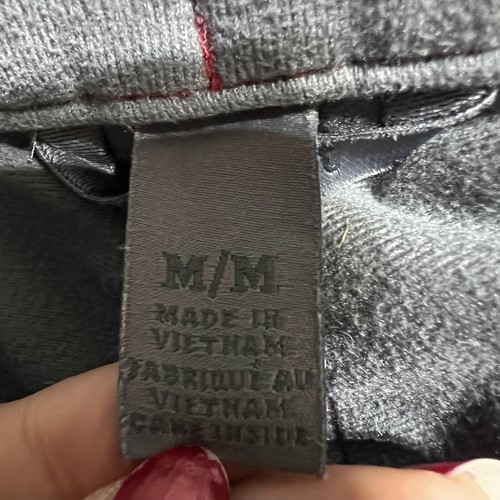 M/M
MADE IN
VIETNAM
FABRIQUE AU
VIETNAM
CARE INSIDE